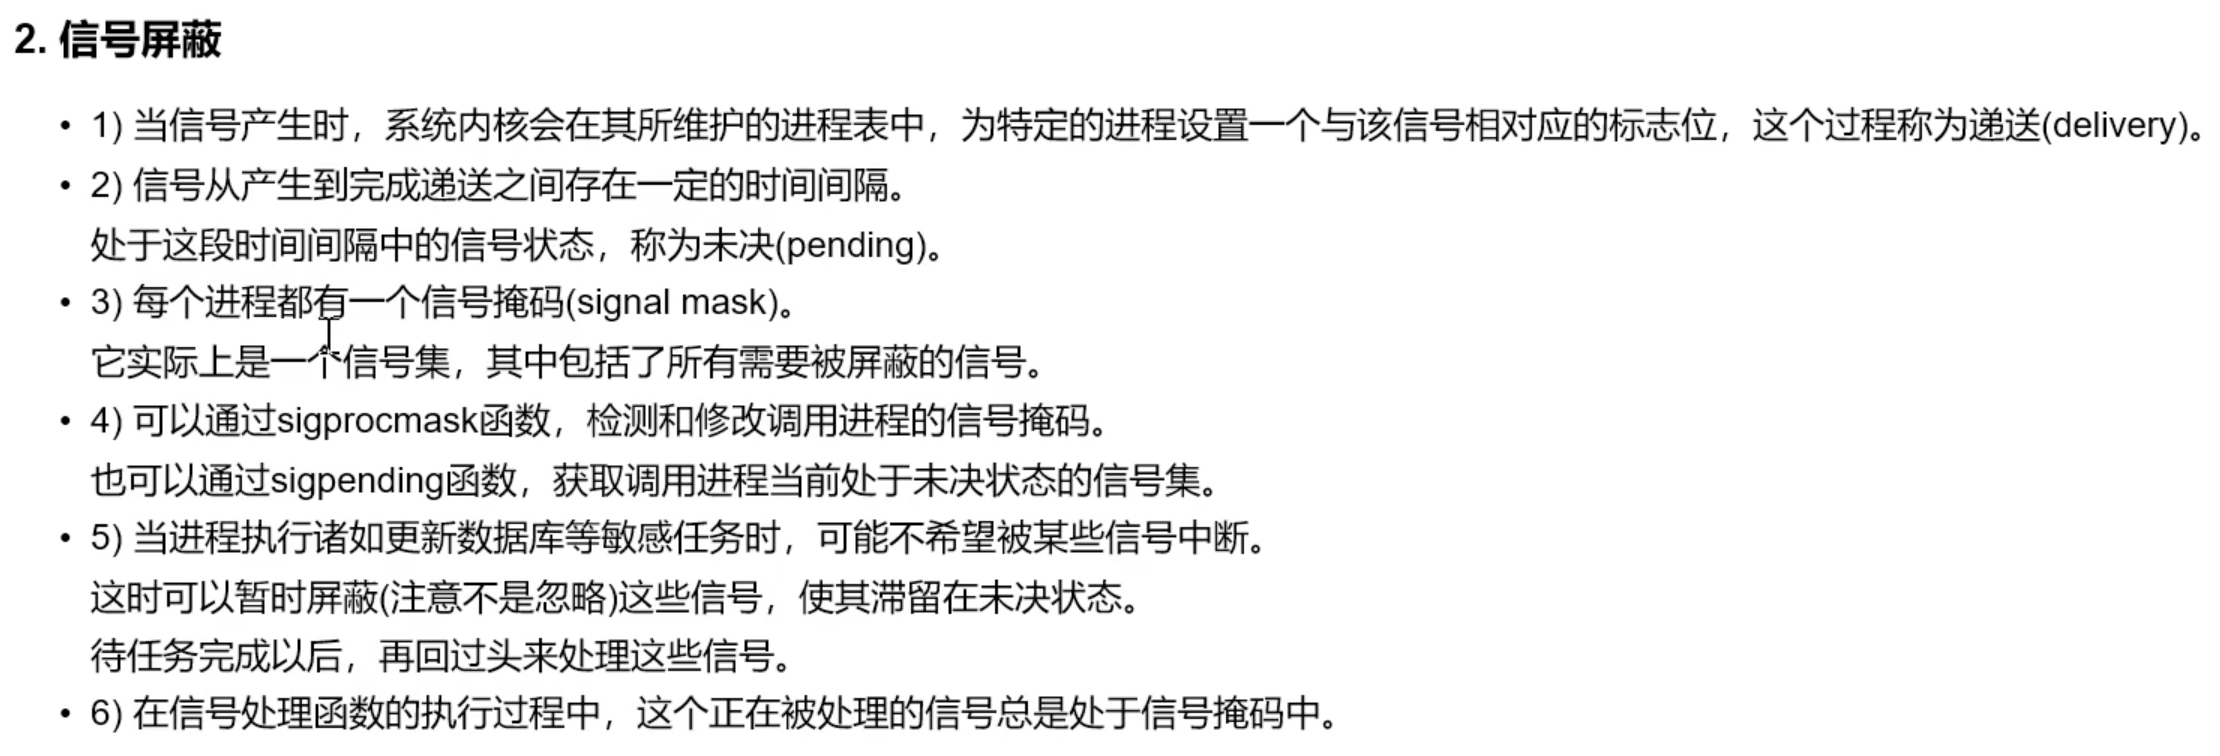 2. 信号屏蔽
• 1) 当信号产生时，系统内核会在其所维护的进程表中，为特定的进程设置一个与该信号相对应的标志位，这个过程称为递送(delivery)。
• 2) 信号从产生到完成递送之间存在一定的时间间隔。
处于这段时间间隔中的信号状态，称为未决(pending)。
• 3) 每个进程都有一个信号掩码(signal mask)。
它实际上是一个信号集，其中包括了所有需要被屏蔽的信号。
• 4) 可以通过sigprocmask函数，检测和修改调用进程的信号掩码。
也可以通过sigpending函数，获取调用进程当前处于未决状态的信号集。
• 5) 当进程执行诸如更新数据库等敏感任务时，可能不希望被某些信号中断。
这时可以暂时屏蔽(注意不是忽略)这些信号，使其滞留在未决状态。
待任务完成以后，再回过头来处理这些信号。
• 6) 在信号处理函数的执行过程中，这个正在被处理的信号总是处于信号掩码中。